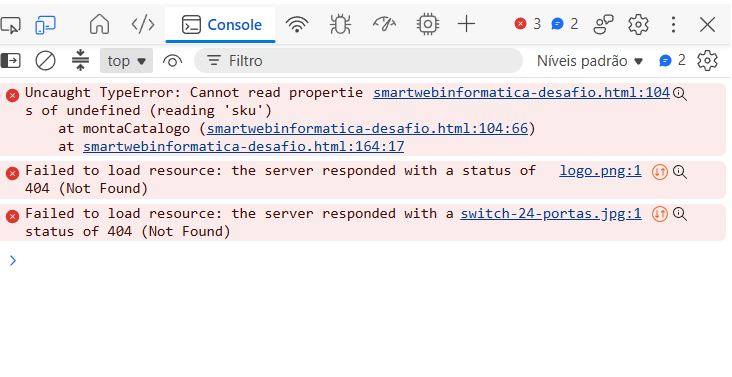 Console
3
2
top
Filtro
Níveis padrão
2
Uncaught TypeError: Cannot read propertie smartwebinformatica-desafio.html:104
s of undefined (reading 'sku')
at montaCatalogo (smartwebinformatica-desafio.html:104:66)
at smartwebinformatica-desafio.html:164:17
Failed to load resource: the server responded with a status of logo.png:1
404 (Not Found)
Failed to load resource: the server responded with a switch-24-portas.jpg:1
status of 404 (Not Found)